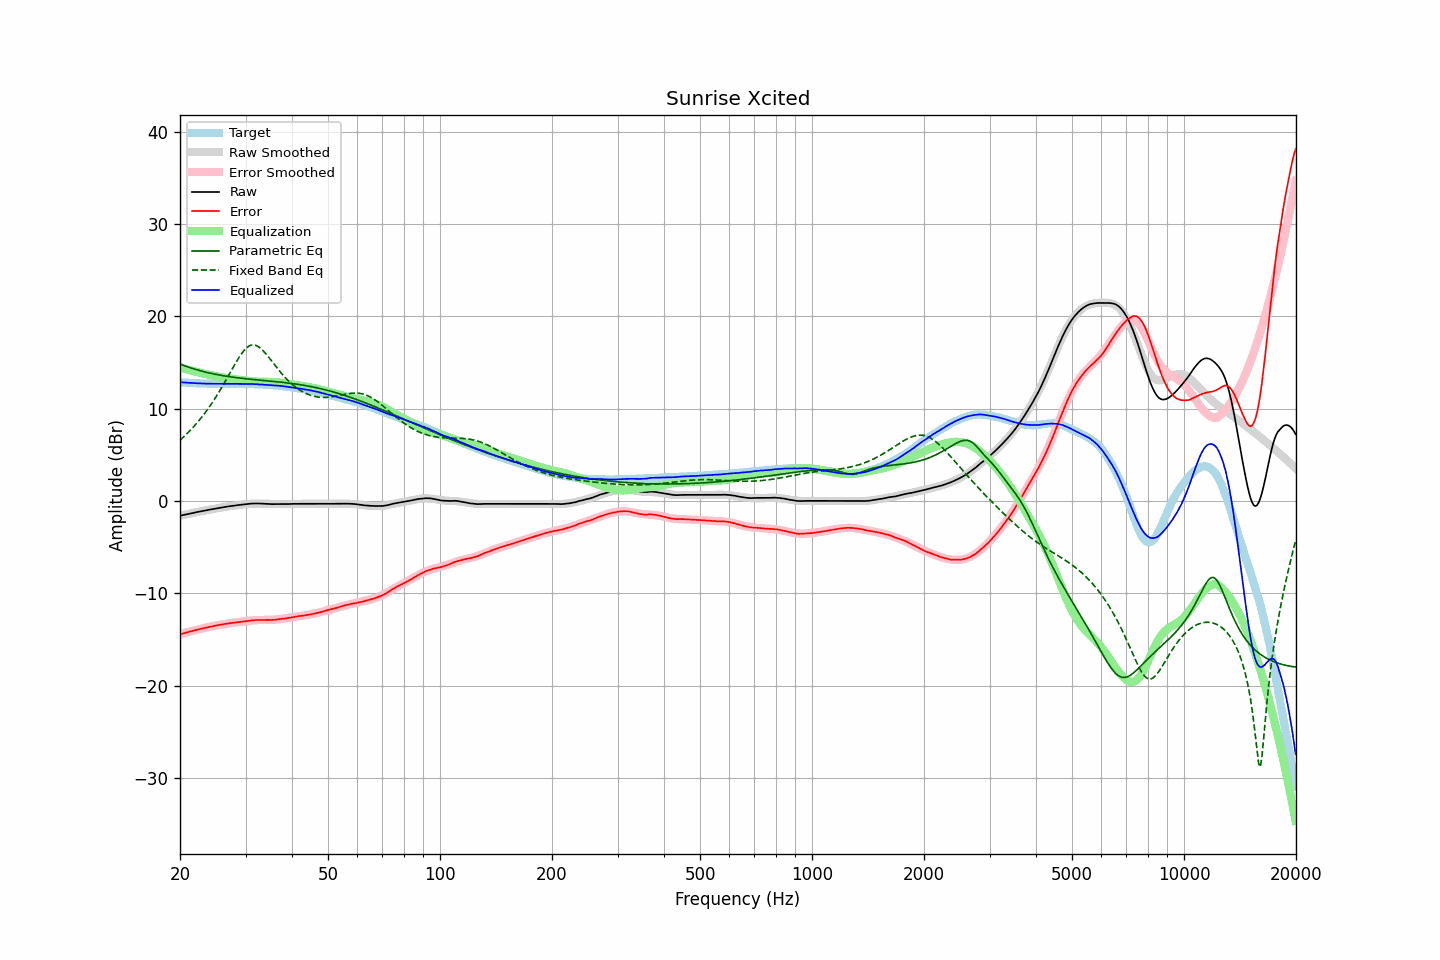 Sunrise Xcited
40
30
20
10
0
−10
−20
−30
Amplitude (dBr)
Target
Raw Smoothed
Error Smoothed
Raw
Error
Equalization
Parametric Eq
Fixed Band Eq
Equalized
20 50 100 200 500 1000 2000 5000 10000 20000
Frequency (Hz)